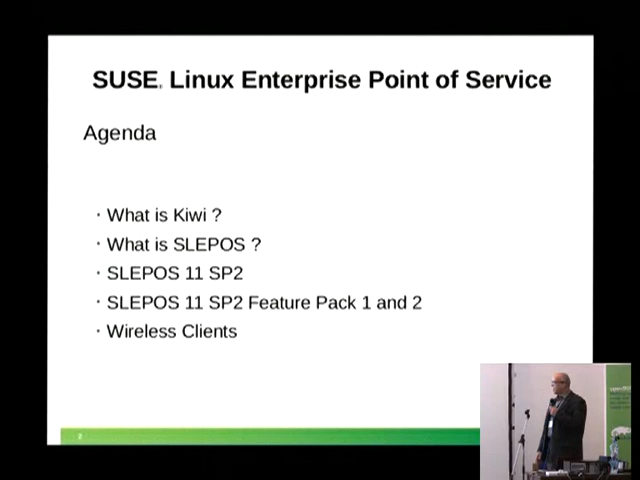 SUSE® Linux Enterprise Point of Service
Agenda
· What is Kiwi ?
· What is SLEPOS ?
· SLEPOS 11 SP2
· SLEPOS 11 SP2 Feature Pack 1 and 2
· Wireless Clients
2